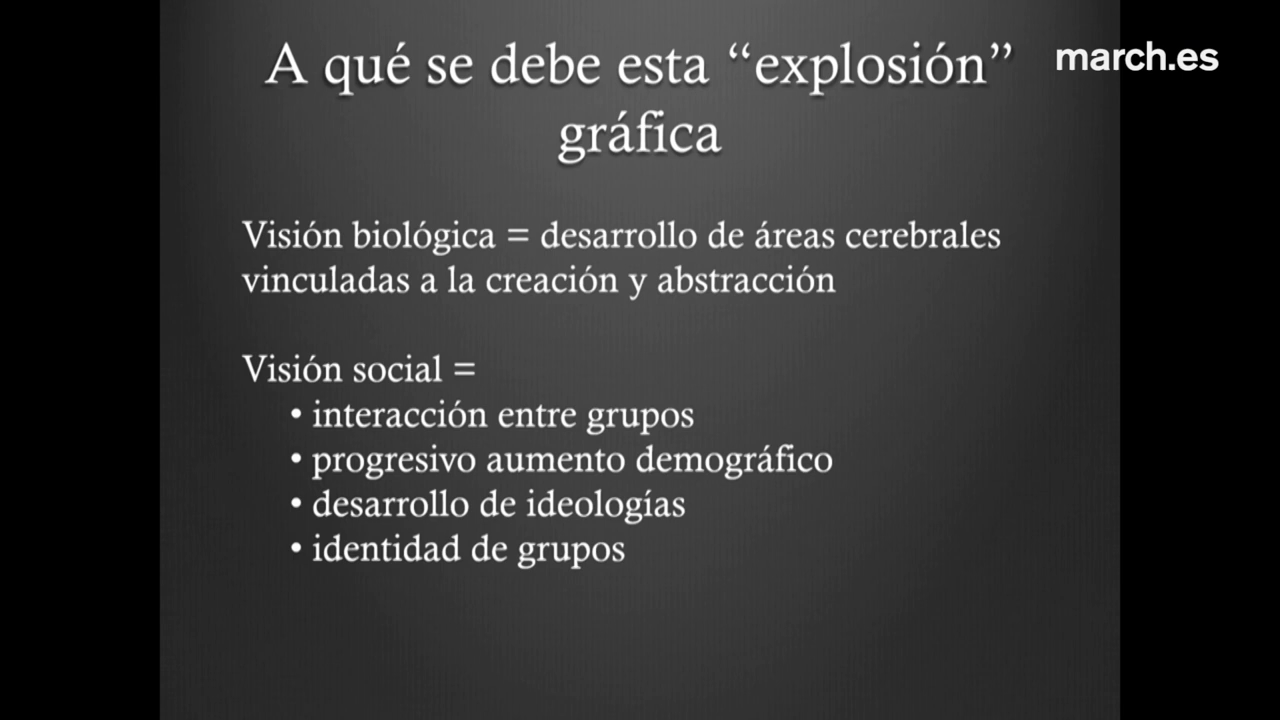 A qué se debe esta “explosión”
gráfica
march.es
Visión biológica = desarrollo de áreas cerebrales
vinculadas a la creación y abstracción
Visión social =
• interacción entre grupos
• progresivo aumento demográfico
• desarrollo de ideologías
• identidad de grupos